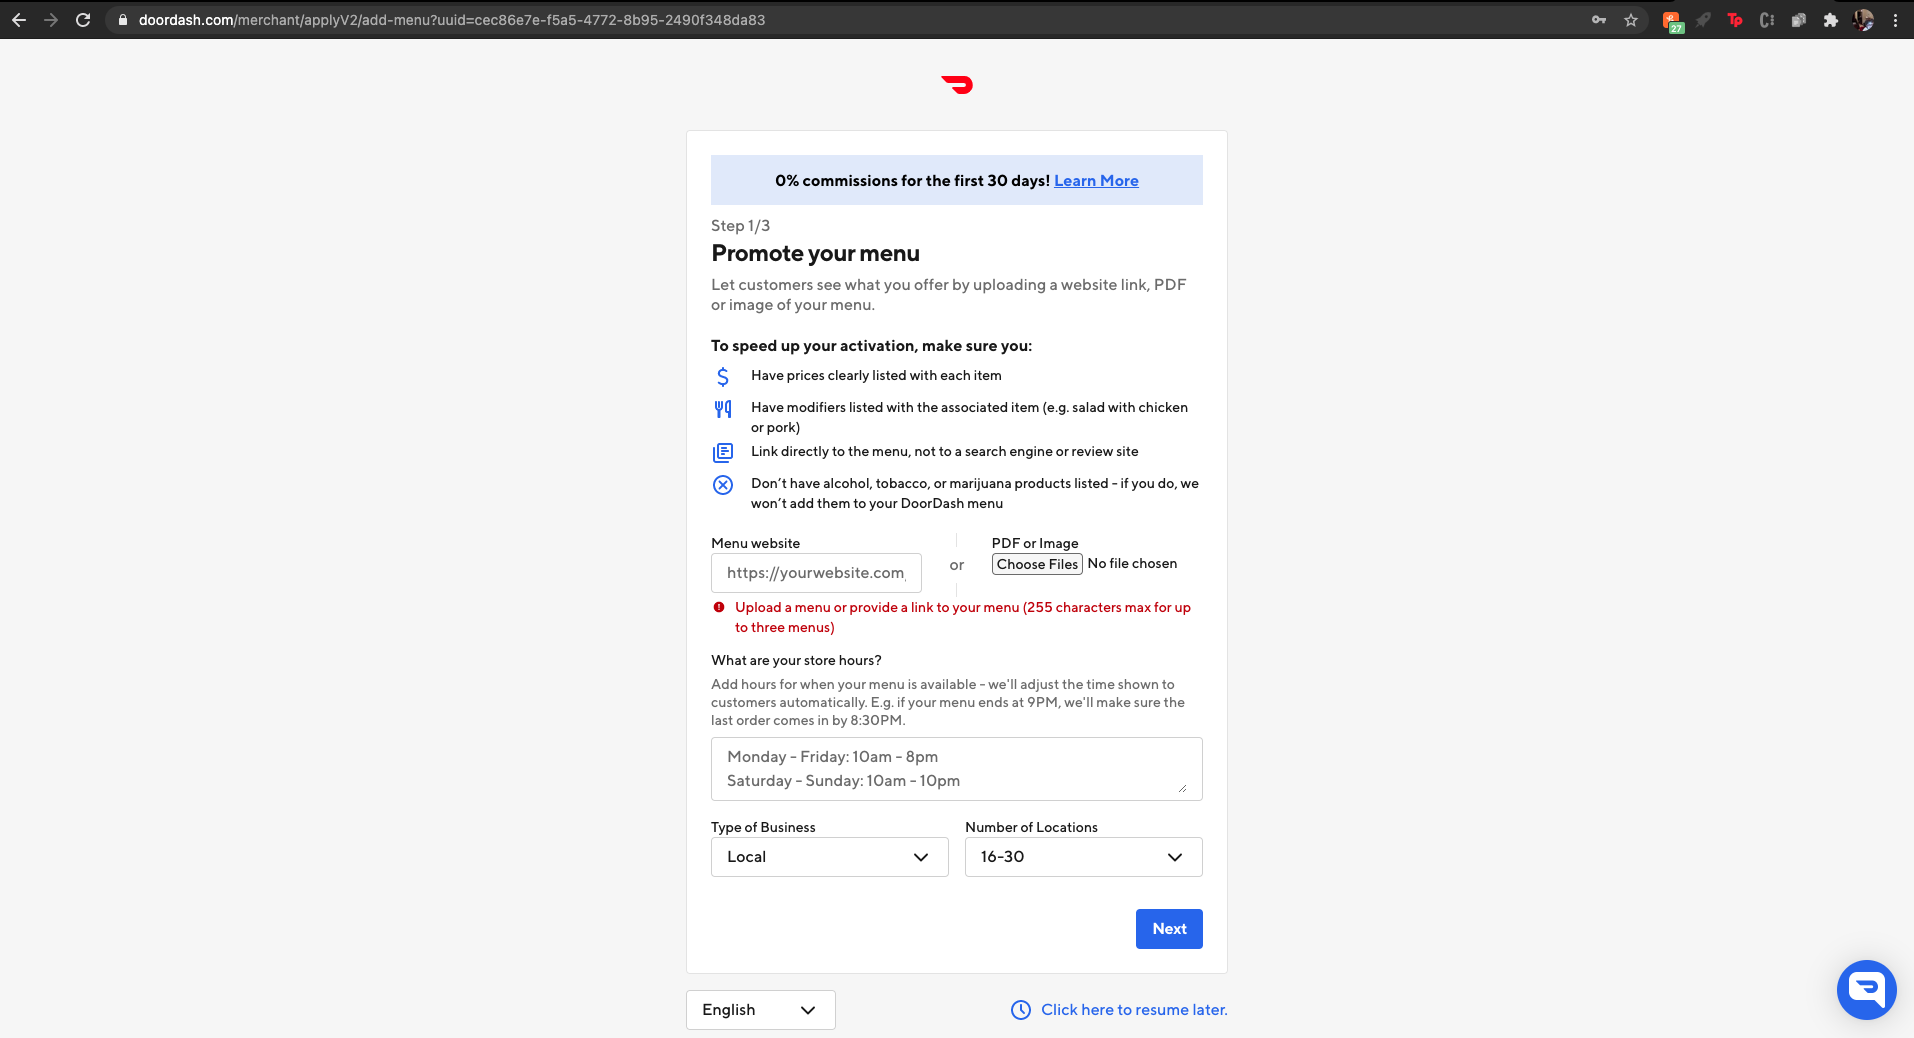 doordash.com/merchant/applyV2/add-menu?uuid=cec86e7e-f5a5-4772-8b95-2490f348da83
27
Tp
0% commissions for the first 30 days! Learn More
Step 1/3
Promote your menu
Let customers see what you offer by uploading a website link, PDF
or image of your menu.
To speed up your activation, make sure you:
Have prices clearly listed with each item
Have modifiers listed with the associated item (e.g. salad with chicken
or pork)
Link directly to the menu, not to a search engine or review site
Don’t have alcohol, tobacco, or marijuana products listed - if you do, we
won’t add them to your DoorDash menu
Menu website
https://yourwebsite.com
or
PDF or Image
Choose Files No file chosen
Upload a menu or provide a link to your menu (255 characters max for up
to three menus)
What are your store hours?
Add hours for when your menu is available - we'll adjust the time shown to
customers automatically. E.g. if your menu ends at 9PM, we'll make sure the
last order comes in by 8:30PM.
Monday - Friday: 10am - 8pm
Saturday - Sunday: 10am - 10pm
Type of Business
Local
Number of Locations
16-30
Next
English
Click here to resume later.